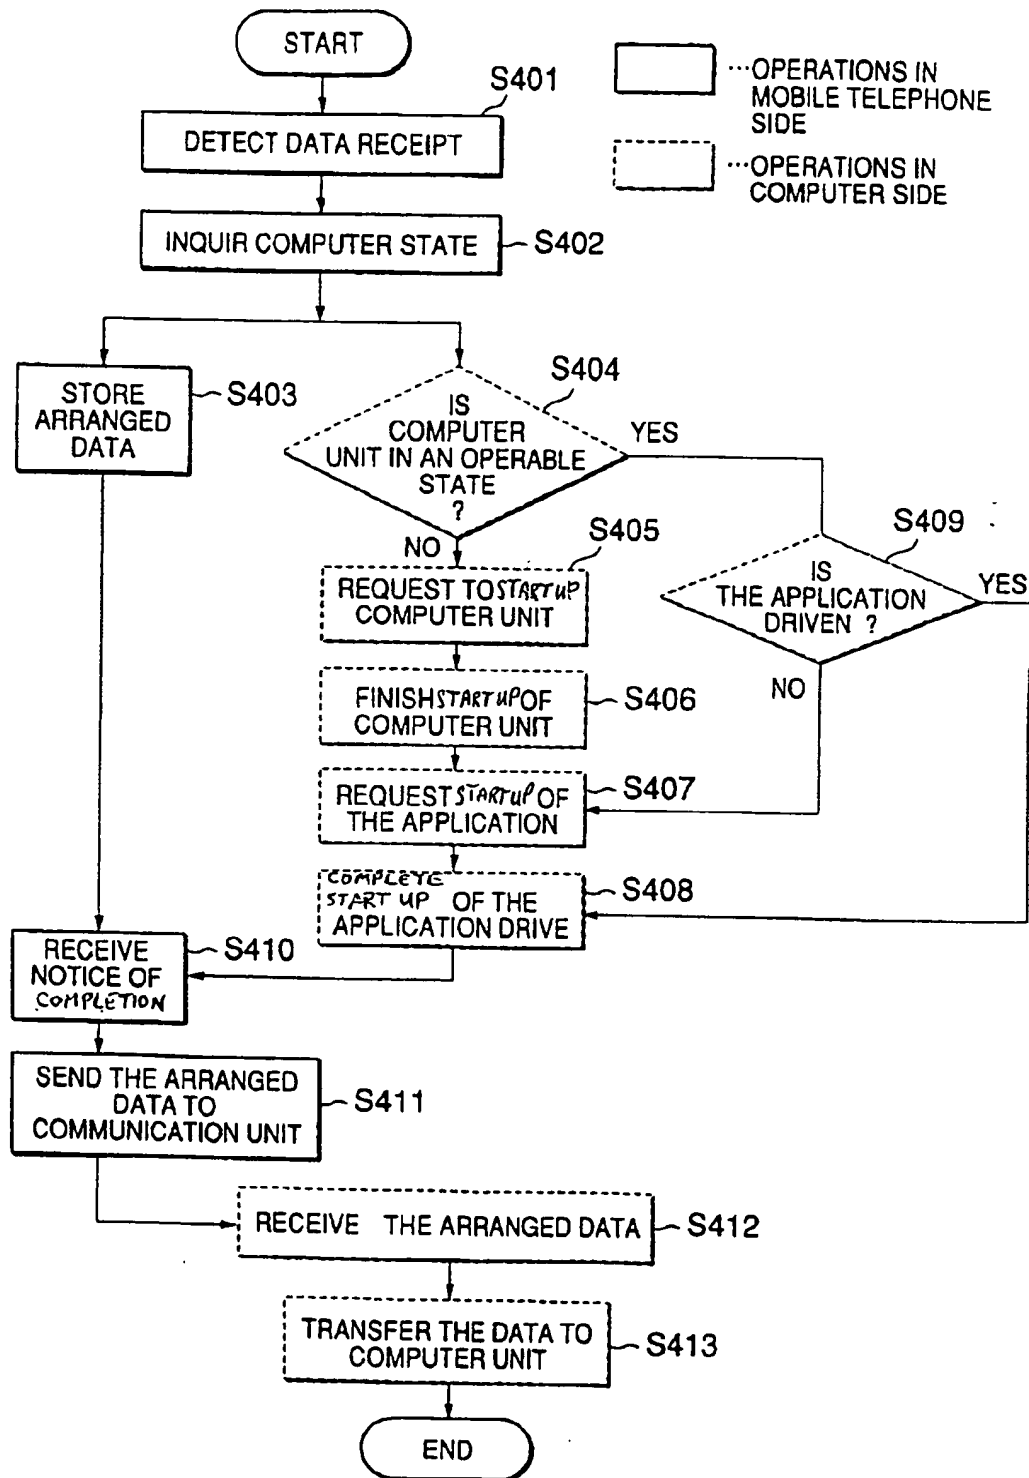 START
S401
DETECT DATA RECEIPT
···OPERATIONS IN
MOBILE TELEPHONE
SIDE
···OPERATIONS IN
COMPUTER SIDE
INQUIR COMPUTER STATE
S402
STORE
ARRANGED
DATA
S403
S404
IS
COMPUTER
UNIT IN AN OPERABLE
STATE
?
YES
NO
S405
REQUEST TO START UP
COMPUTER UNIT
S409
IS
THE APPLICATION
DRIVEN ?
YES
NO
FINISH START UP OF
COMPUTER UNIT
S406
REQUEST START UP OF
THE APPLICATION
S407
COMPLETE
START UP OF THE
APPLICATION DRIVE
S408
RECEIVE
NOTICE OF
COMPLETION
S410
SEND THE ARRANGED
DATA TO
COMMUNICATION UNIT
S411
RECEIVE THE ARRANGED DATA
S412
TRANSFER THE DATA TO
COMPUTER UNIT
S413
END